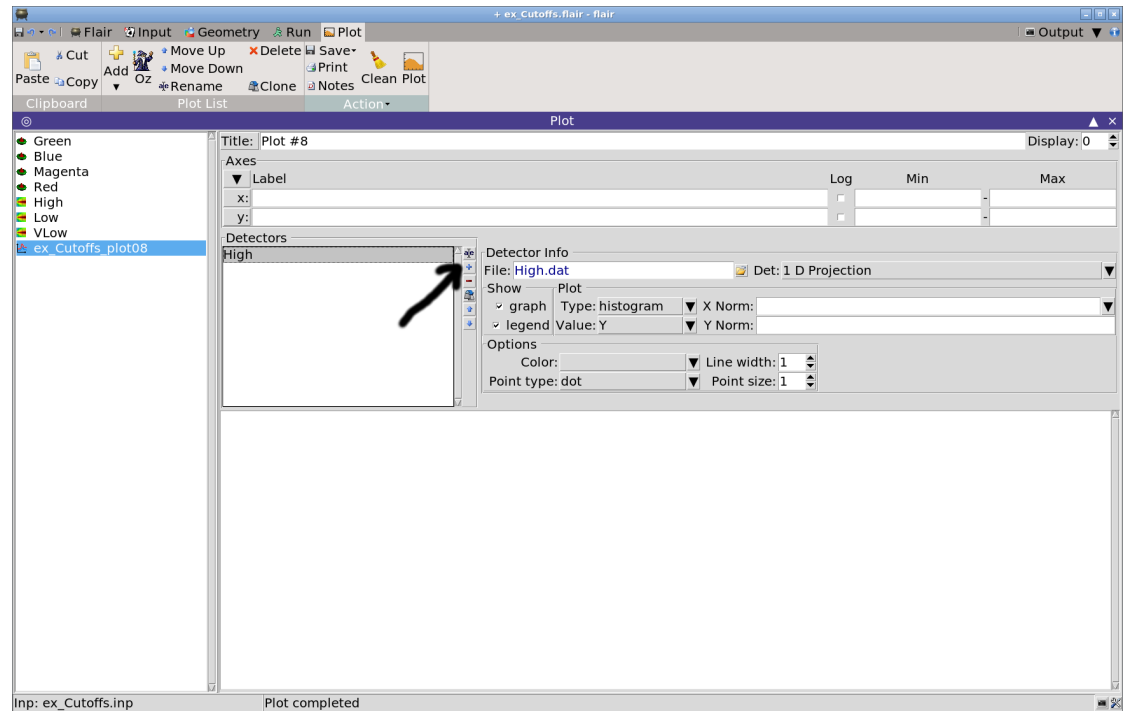 + ex_Cutoffs.flair - flair
Flair Input Geometry Run Plot Output
Paste Cut Copy Add Oz Move Up Move Down Rename Delete Clone Save Print Notes Clean Plot
Clipboard Plot List Action
Plot
Green
Blue
Magenta
Red
High
Low
VLow
ex_Cutoffs_plot08
Title: Plot #8 Display: 0
Axes
Label Log Min Max
x: -
y: -
Detectors
High
Detector Info
File: High.dat Det: 1 D Projection
Show Plot
graph Type: histogram X Norm:
legend Value: Y Y Norm:
Options
Color: Line width: 1
Point type: dot Point size: 1
Inp: ex_Cutoffs.inp Plot completed